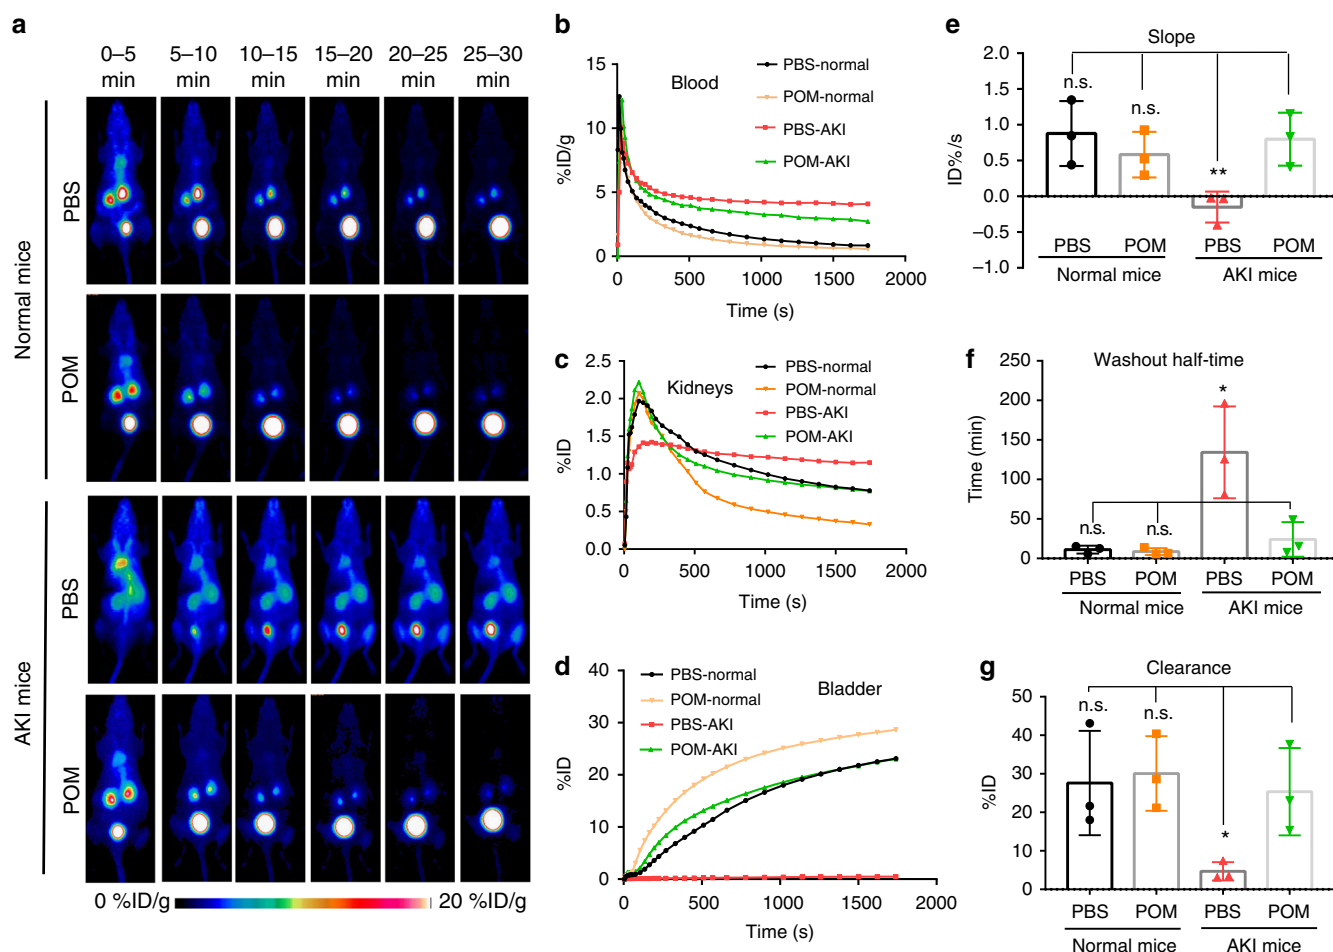 a
0–5 min
5–10 min
10–15 min
15–20 min
20–25 min
25–30 min
Normal mice
PBS
POM
AKI mice
PBS
POM
0 %ID/g
20 %ID/g
b
Blood
PBS-normal
POM-normal
PBS-AKI
POM-AKI
%ID/g
15
10
5
0
0
500
1000
1500
2000
Time (s)
c
Kidneys
PBS-normal
POM-normal
PBS-AKI
POM-AKI
%ID
2.5
2.0
1.5
1.0
0.5
0.0
0
500
1000
1500
2000
Time (s)
d
Bladder
PBS-normal
POM-normal
PBS-AKI
POM-AKI
%ID
40
30
20
10
0
0
500
1000
1500
2000
Time (s)
e
Slope
ID%/s
2.0
1.5
1.0
0.5
0.0
–0.5
–1.0
n.s.
n.s.
**
PBS
POM
PBS
POM
Normal mice
AKI mice
f
Washout half-time
Time (min)
250
200
150
100
50
0
n.s.
n.s.
*
PBS
POM
PBS
POM
Normal mice
AKI mice
g
Clearance
%ID
50
40
30
20
10
0
n.s.
n.s.
*
PBS
POM
PBS
POM
Normal mice
AKI mice